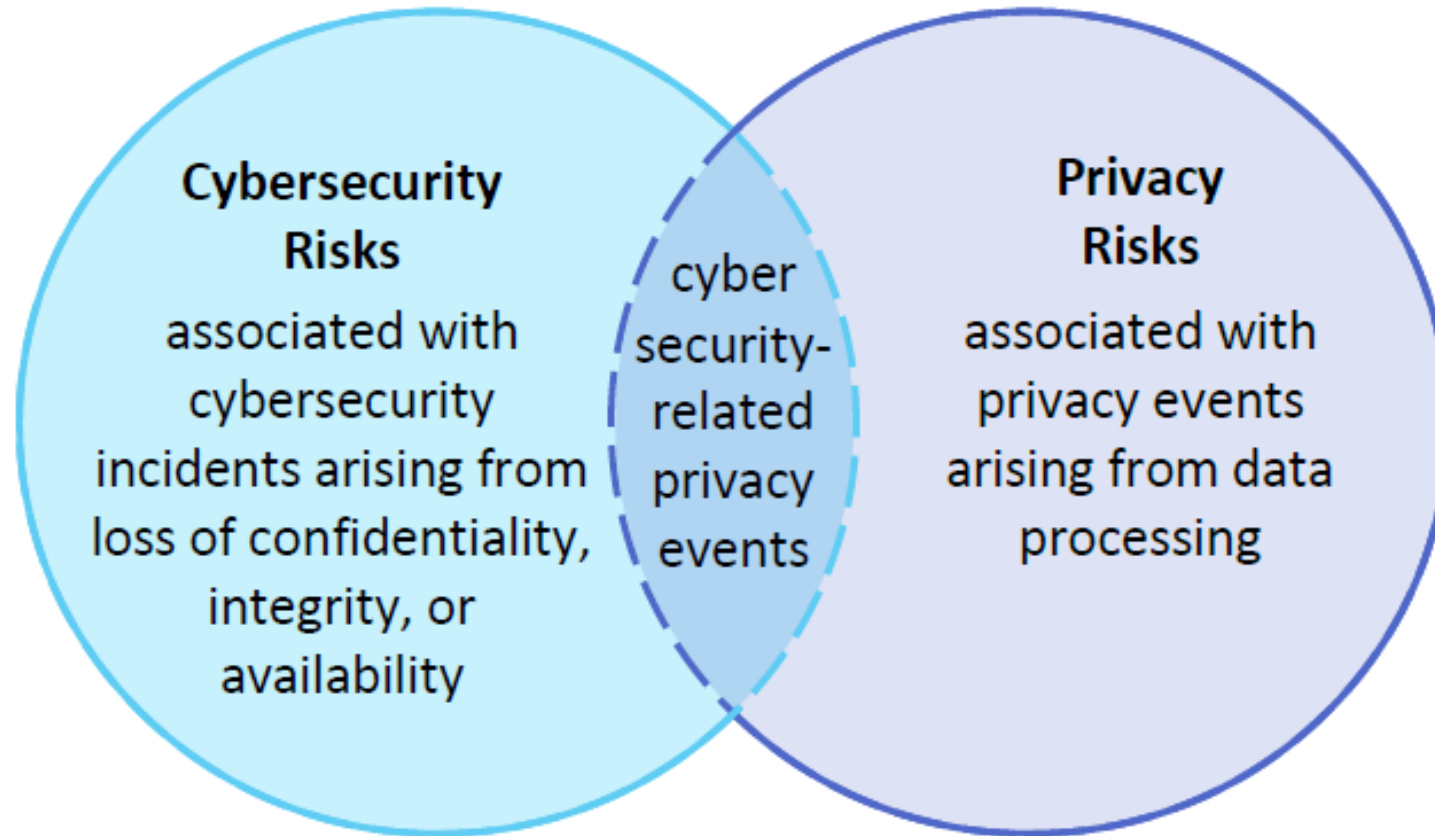 Cybersecurity
Risks
associated with
cybersecurity
incidents arising from
loss of confidentiality,
integrity, or
availability
cyber
security-
related
privacy
events
Privacy
Risks
associated with
privacy events
arising from data
processing